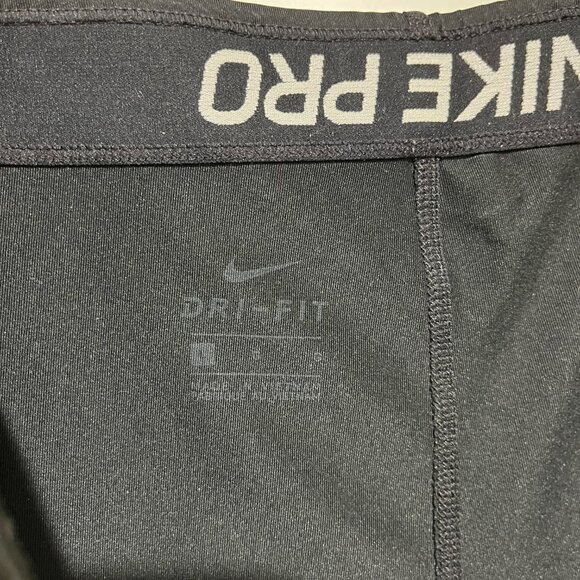 NIKE PRO
DRI-FIT
L G G
MADE IN VIETNAM
FABRIQUÉ AU VIETNAM